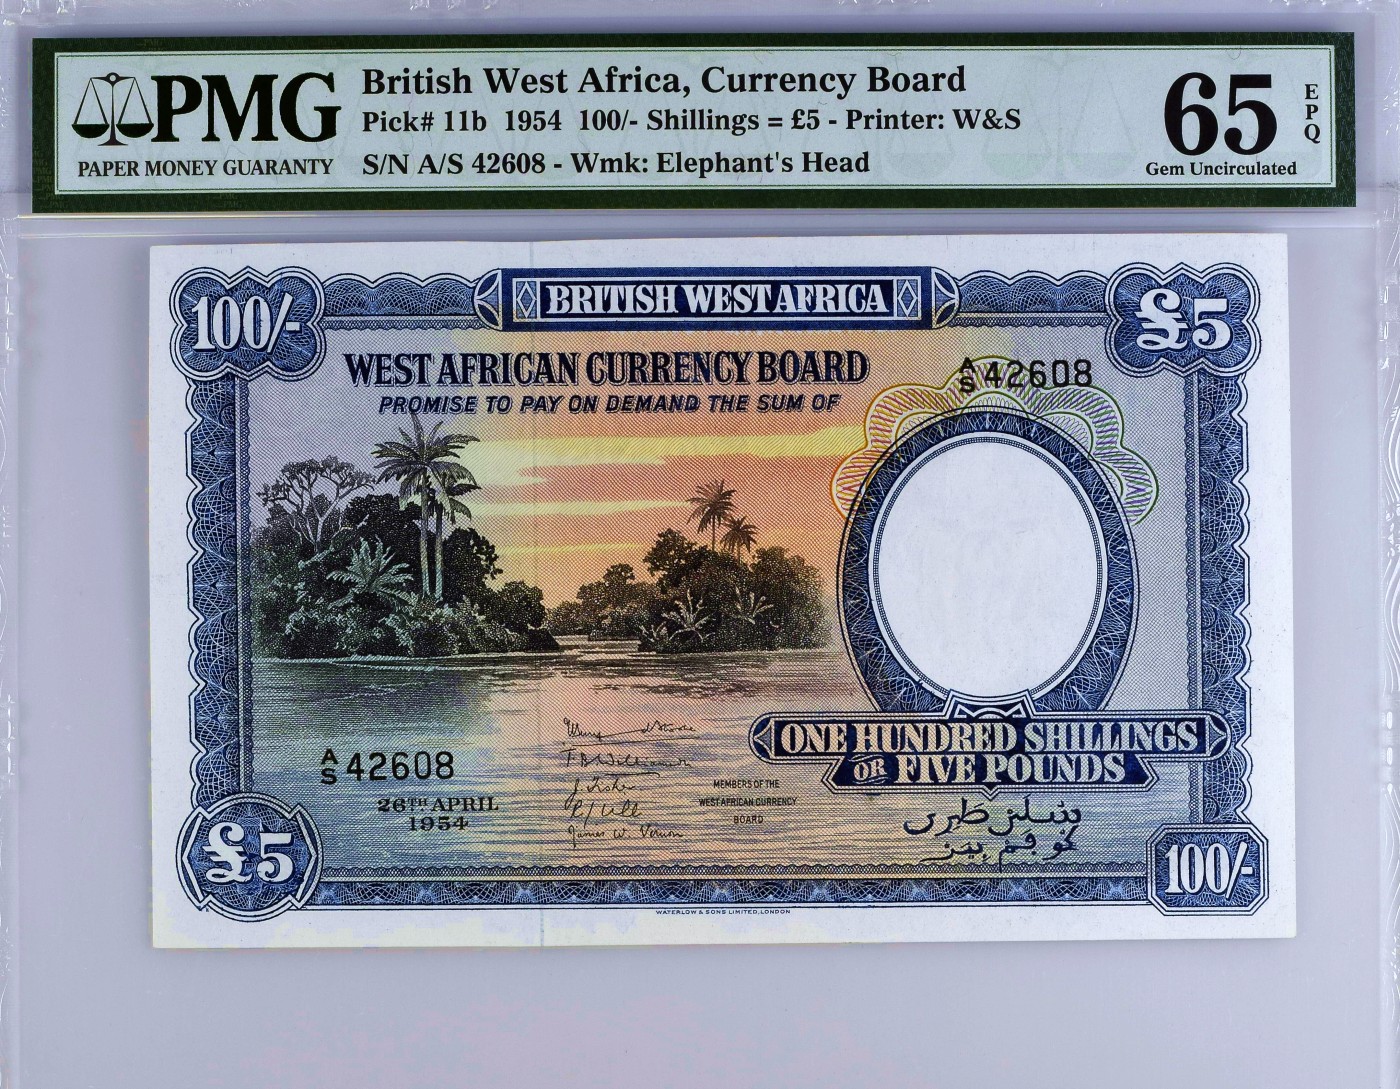 PMG
PAPER MONEY GUARANTY
British West Africa, Currency Board
Pick# 11b 1954 100/- Shillings = £5 - Printer: W&S
S/N A/S 42608 - Wmk: Elephant's Head
65 EPQ
Gem Uncirculated
100/-
BRITISH WEST AFRICA
£5
WEST AFRICAN CURRENCY BOARD
A/S 42608
PROMISE TO PAY ON DEMAND THE SUM OF
ONE HUNDRED SHILLINGS
OR FIVE POUNDS
A/S 42608
26TH APRIL
1954
James W. Vernon
MEMBERS OF THE
WEST AFRICAN CURRENCY
BOARD
£5
100/-
WATERLOW & SONS LIMITED, LONDON